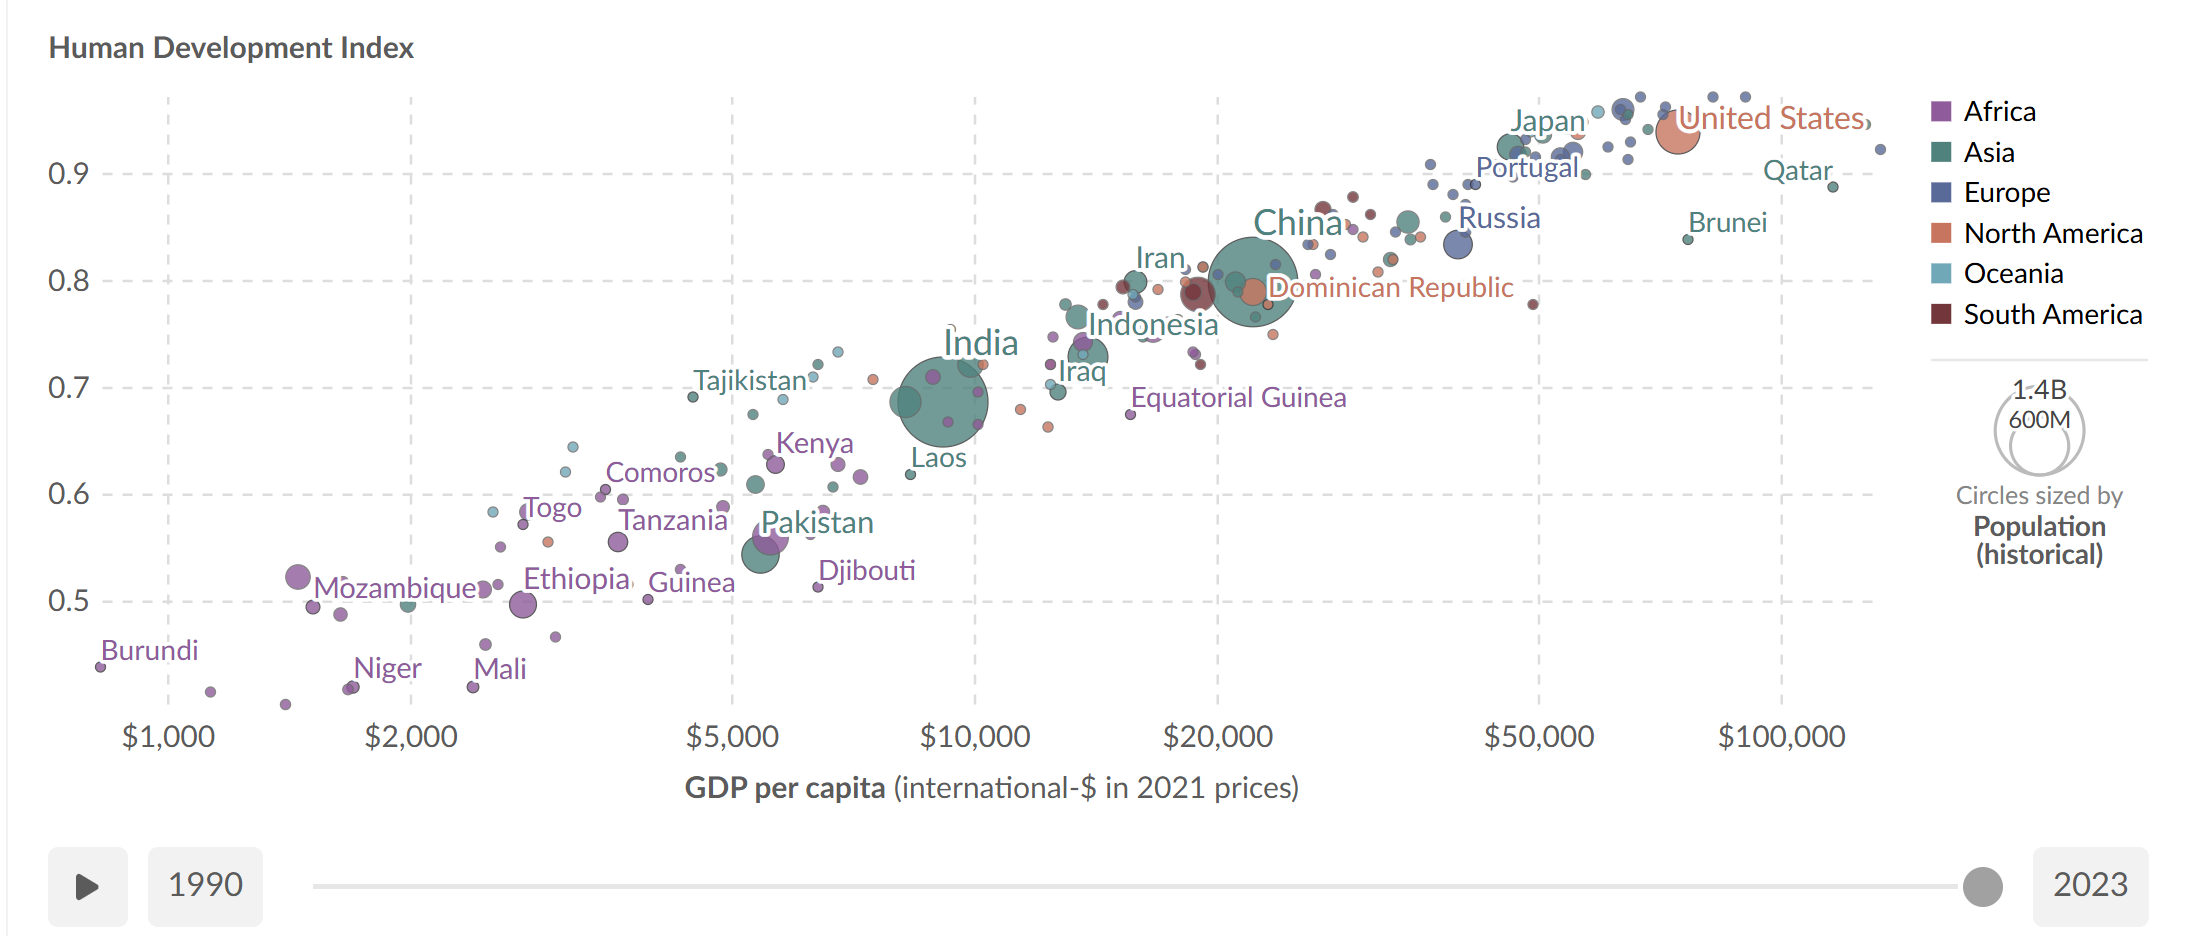 Human Development Index
0.9
0.8
0.7
0.6
0.5
Japan
United States
Portugal
Qatar
China
Russia
Brunei
Iran
Dominican Republic
India
Indonesia
Tajikistan
Iraq
Equatorial Guinea
Kenya
Laos
Comoros
Togo
Tanzania
Pakistan
Mozambique
Ethiopia
Guinea
Djibouti
Burundi
Niger
Mali
$1,000
$2,000
$5,000
$10,000
$20,000
$50,000
$100,000
GDP per capita (international-$ in 2021 prices)
Africa
Asia
Europe
North America
Oceania
South America
1.4B
600M
Circles sized by
Population
(historical)
1990
2023